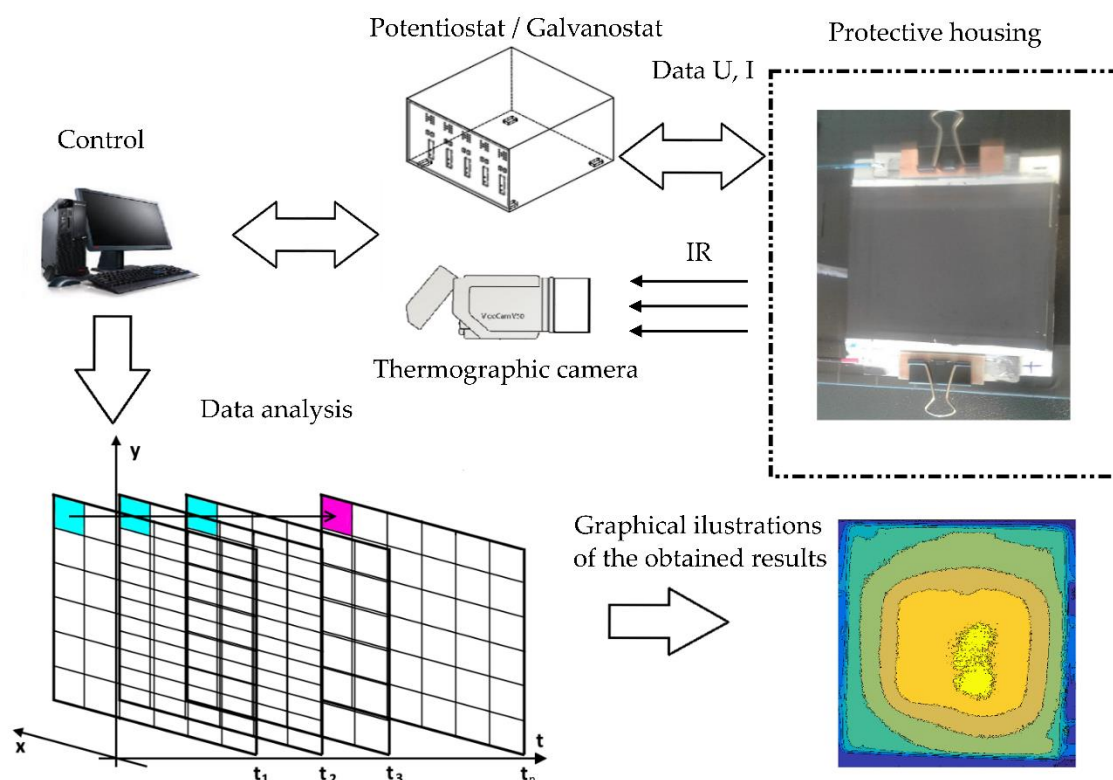 Potentiostat / Galvanostat
Protective housing
Data U, I
Control
IR
VarioCam V50
Thermographic camera
Data analysis
y
Graphical ilustrations
of the obtained results
x
t
t₁
t₂
t₃
tₙ